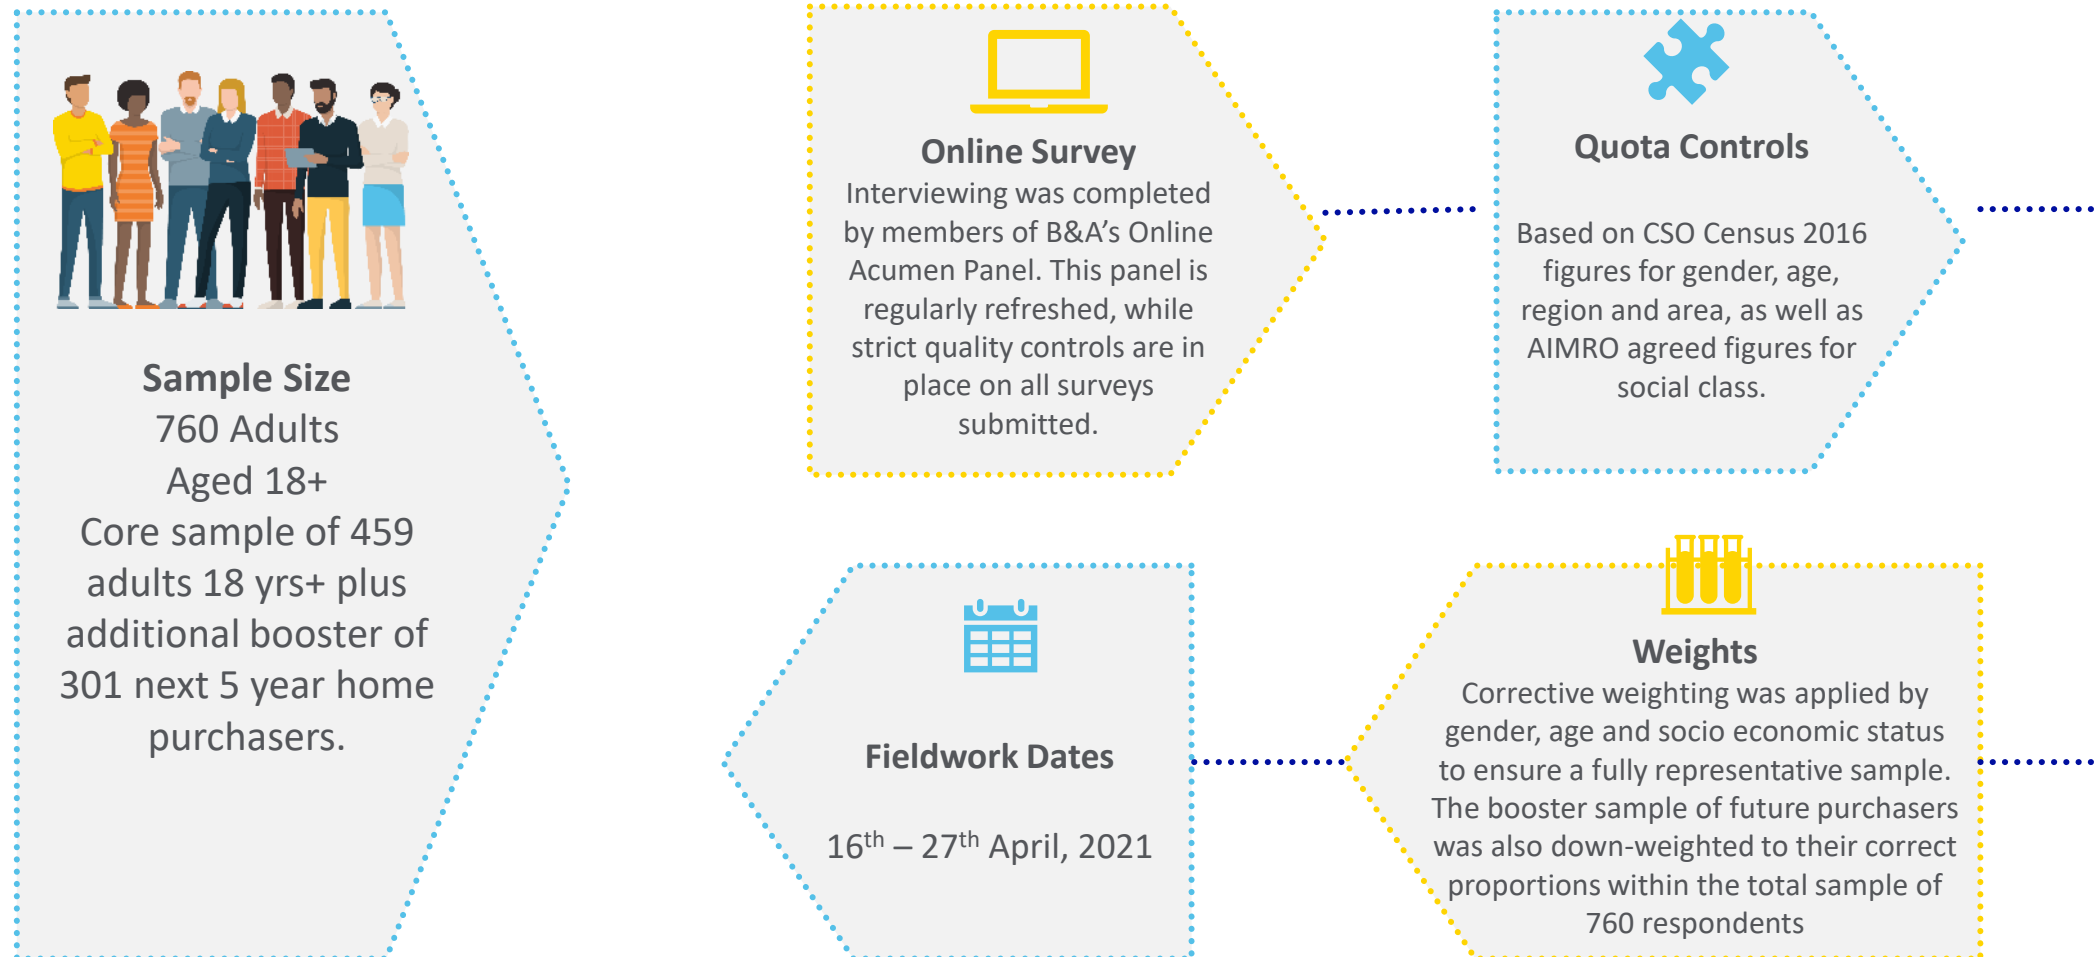 Sample Size
760 Adults
Aged 18+
Core sample of 459
adults 18 yrs+ plus
additional booster of
301 next 5 year home
purchasers.
Online Survey
Interviewing was completed
by members of B&A’s Online
Acumen Panel. This panel is
regularly refreshed, while
strict quality controls are in
place on all surveys
submitted.
Quota Controls
Based on CSO Census 2016
figures for gender, age,
region and area, as well as
AIMRO agreed figures for
social class.
Weights
Corrective weighting was applied by
gender, age and socio economic status
to ensure a fully representative sample.
The booster sample of future purchasers
was also down-weighted to their correct
proportions within the total sample of
760 respondents
Fieldwork Dates
16th – 27th April, 2021